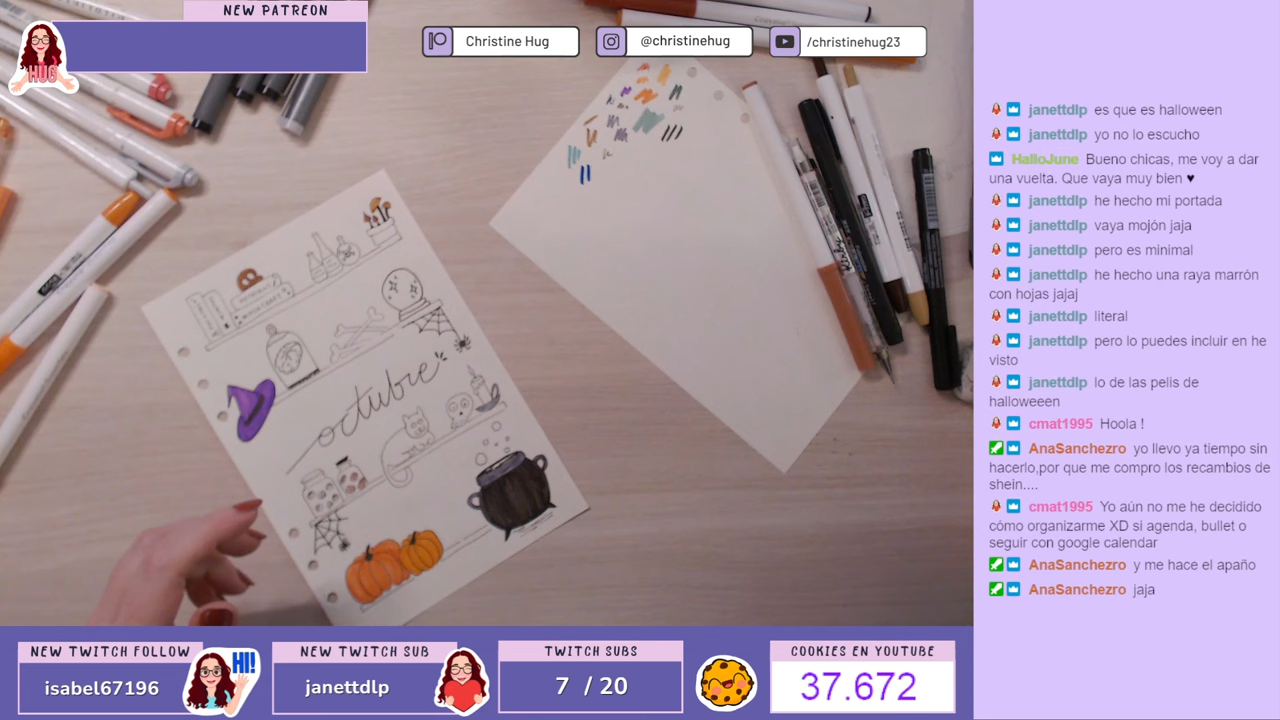 NEW PATREON
HUG
Christine Hug
@christinehug
/christinehug23
octubre
janettdlp es que es halloween
janettdlp yo no lo escucho
HalloJune Bueno chicas, me voy a dar
una vuelta. Que vaya muy bien ♥
janettdlp he hecho mi portada
janettdlp vaya mojón jaja
janettdlp pero es minimal
janettdlp he hecho una raya marrón
con hojas jajaj
janettdlp literal
janettdlp pero lo puedes incluir en he
visto
janettdlp lo de las pelis de
halloweeen
cmat1995 Hoola !
AnaSanchezro yo llevo ya tiempo sin
hacerlo,por que me compro los recambios de
shein....
cmat1995 Yo aún no me he decidido
cómo organizarme XD si agenda, bullet o
seguir con google calendar
AnaSanchezro y me hace el apaño
AnaSanchezro jaja
NEW TWITCH FOLLOW
isabel67196
HI!
NEW TWITCH SUB
janettdlp
TWITCH SUBS
7 / 20
COOKIES EN YOUTUBE
37.672